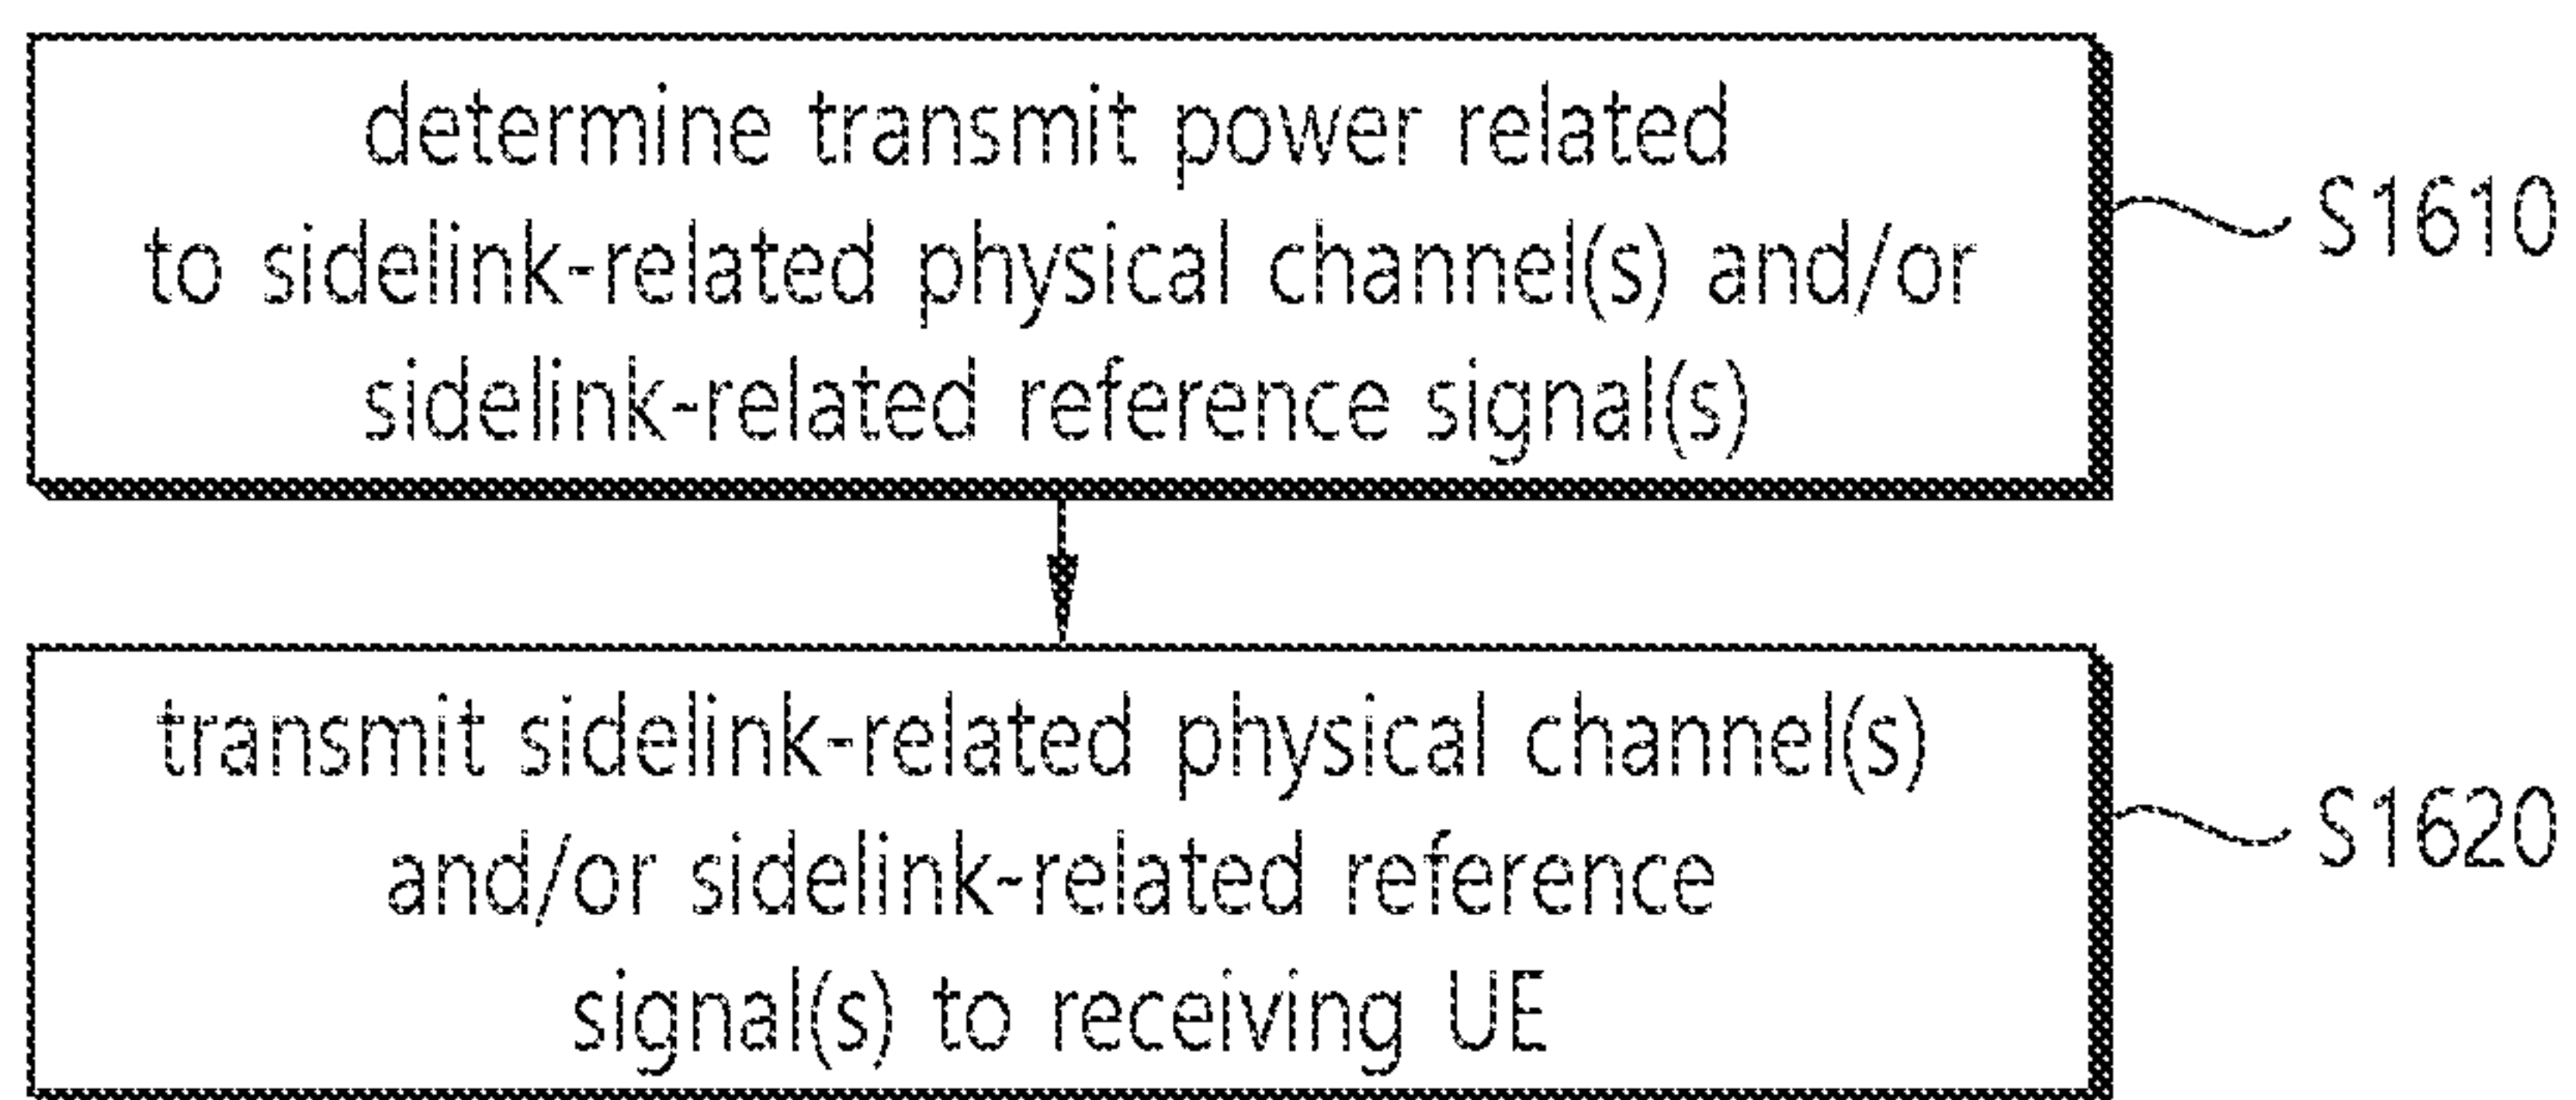 determine transmit power related
to sidelink-related physical channel(s) and/or
sidelink-related reference signal(s)
S1610
transmit sidelink-related physical channel(s)
and/or sidelink-related reference
signal(s) to receiving UE
S1620